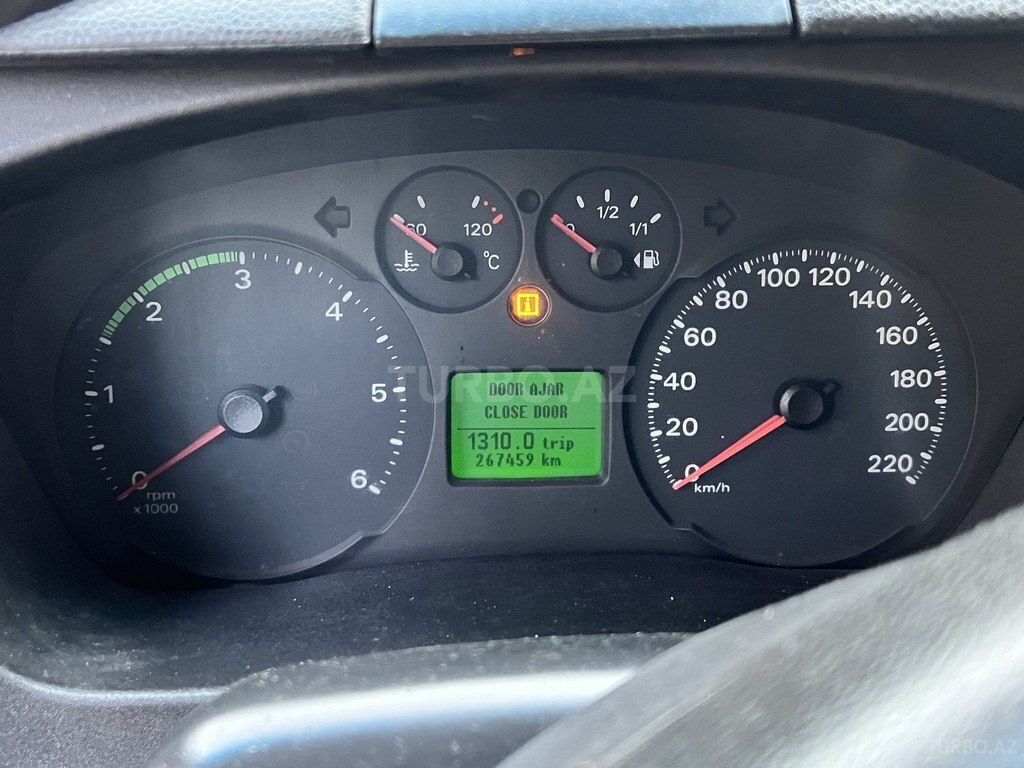 60
120
°C
0
1/2
1/1
0
1
2
3
4
5
6
rpm
x1000
DOOR AJAR
CLOSE DOOR
1310.0 trip
267459 km
0
20
40
60
80
100
120
140
160
180
200
220
km/h
TURBO.AZ
TURBO.AZ